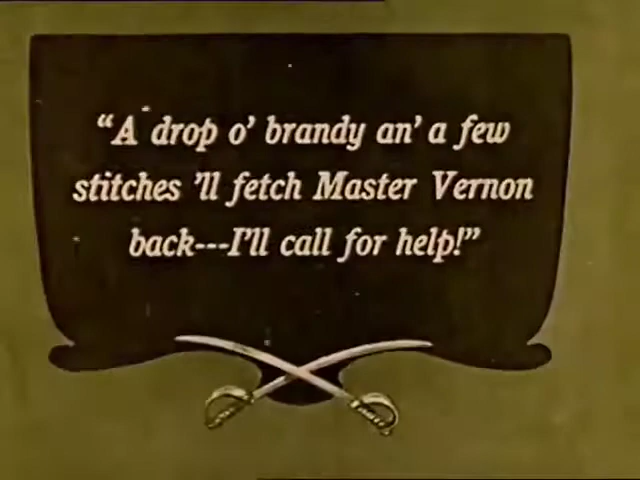 “A drop o’ brandy an’ a few
stitches ’ll fetch Master Vernon
back---I’ll call for help!”